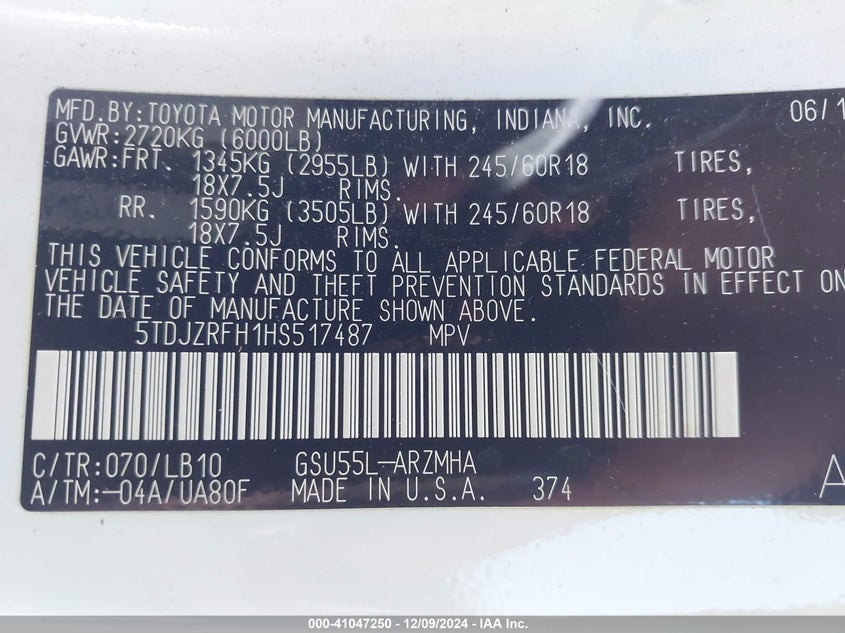 MFD.BY:TOYOTA MOTOR MANUFACTURING, INDIANA, INC. 06/1
GVWR:2720KG (6000LB)
GAWR:FRT. 1345KG (2955LB) WITH 245/60R18 TIRES,
18X7.5J RIMS.
RR. 1590KG (3505LB) WITH 245/60R18 TIRES,
18X7.5J RIMS.
THIS VEHICLE CONFORMS TO ALL APPLICABLE FEDERAL MOTOR
VEHICLE SAFETY AND THEFT PREVENTION STANDARDS IN EFFECT ON
THE DATE OF MANUFACTURE SHOWN ABOVE.
5TDJZRFH1HS517487 MPV
C/TR:070/LB10 GSU55L-ARZMHA
A/TM:-04A/UA80F MADE IN U.S.A. 374 A
000-41047250 - 12/09/2024 - IAA Inc.